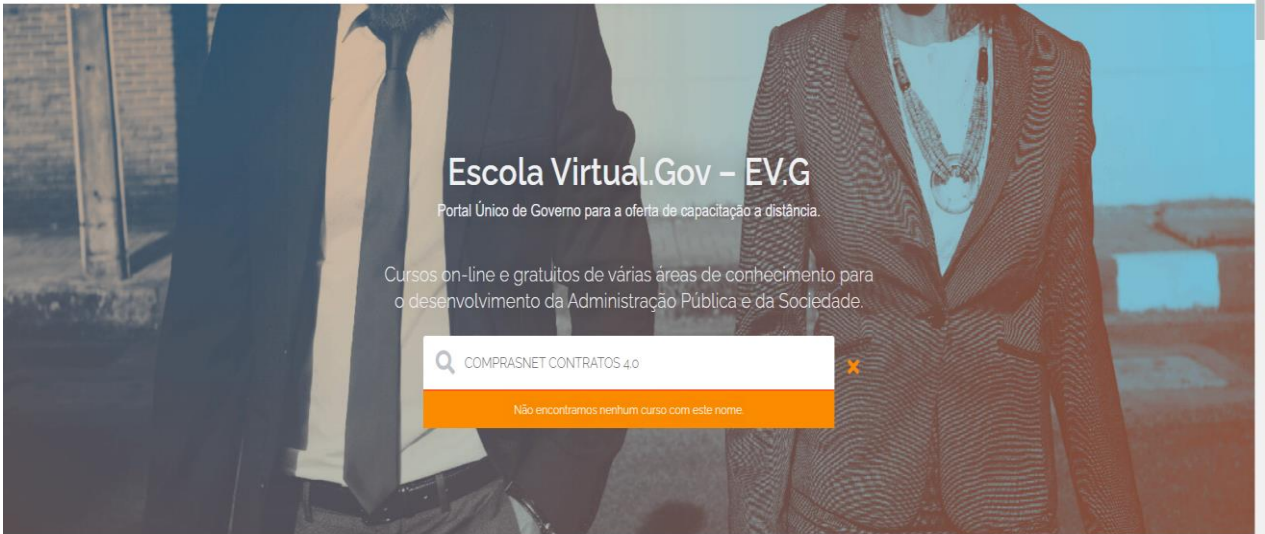 Escola Virtual.Gov – EV.G
Portal Único de Governo para a oferta de capacitação a distância.
Cursos on-line e gratuitos de várias áreas de conhecimento para
o desenvolvimento da Administração Pública e da Sociedade.
COMPRASNET CONTRATOS 4.0
Não encontramos nenhum curso com este nome.